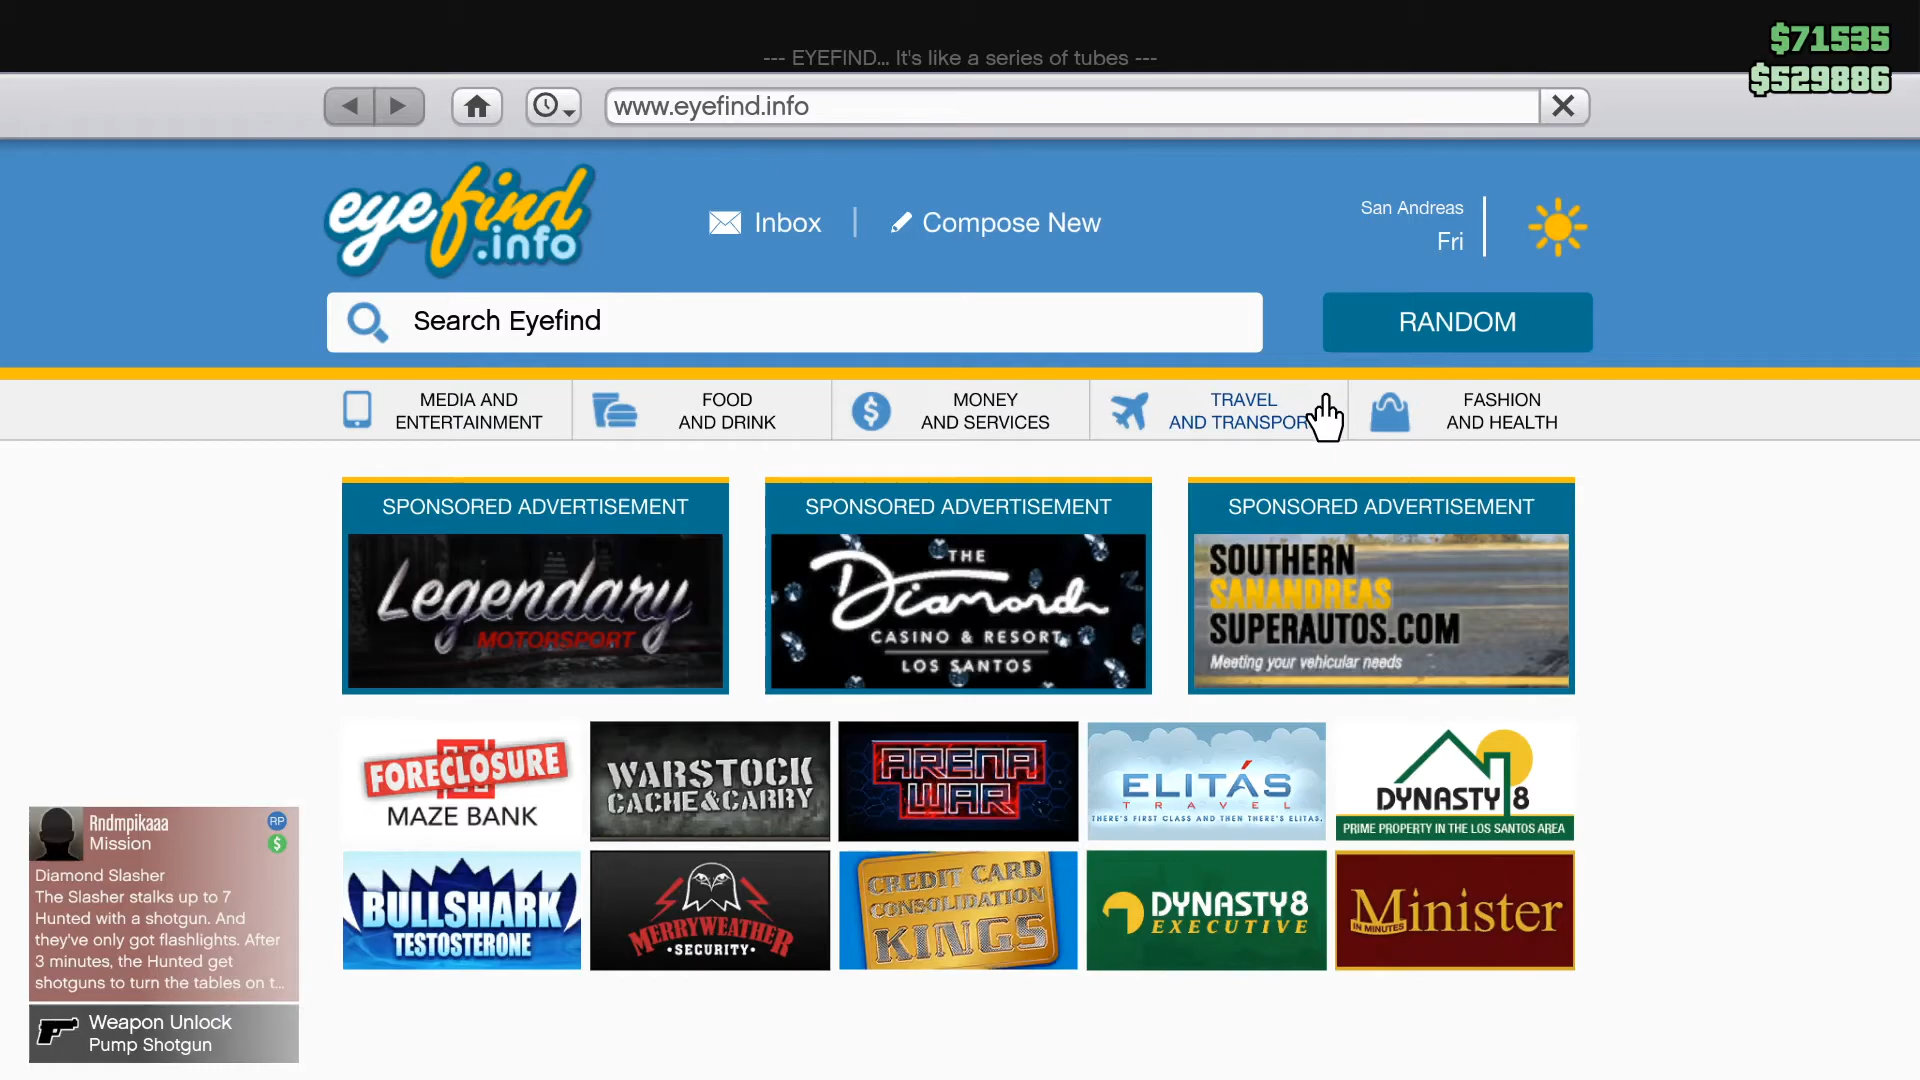 $71535
--- EYEFIND... It's like a series of tubes ---
$529886
www.eyefind.info
eyefind
.info
Inbox
Compose New
San Andreas
Fri
Search Eyefind
RANDOM
MEDIA AND
ENTERTAINMENT
FOOD
AND DRINK
MONEY
AND SERVICES
TRAVEL
AND TRANSPOR
FASHION
AND HEALTH
SPONSORED ADVERTISEMENT
Legendary
MOTORSPORT
SPONSORED ADVERTISEMENT
THE
Diamond
CASINO & RESORT
LOS SANTOS
SPONSORED ADVERTISEMENT
SOUTHERN
SANANDREAS
SUPERAUTOS.COM
Meeting your vehicular needs
FORECLOSURE
MAZE BANK
WARSTOCK
CACHE&CARRY
ARENA
WAR
ELITÁS
TRAVEL
THERE'S FIRST CLASS AND THEN THERE'S ELITAS.
DYNASTY 8
PRIME PROPERTY IN THE LOS SANTOS AREA
BULLSHARK
TESTOSTERONE
MERRYWEATHER
·SECURITY·
CREDIT CARD
CONSOLIDATION
KINGS
DYNASTY8
EXECUTIVE
Minister
IN MINUTES
Rndmpikaaa
RP
Mission
$
Diamond Slasher
The Slasher stalks up to 7
Hunted with a shotgun. And
they've only got flashlights. After
3 minutes, the Hunted get
shotguns to turn the tables on t...
Weapon Unlock
Pump Shotgun